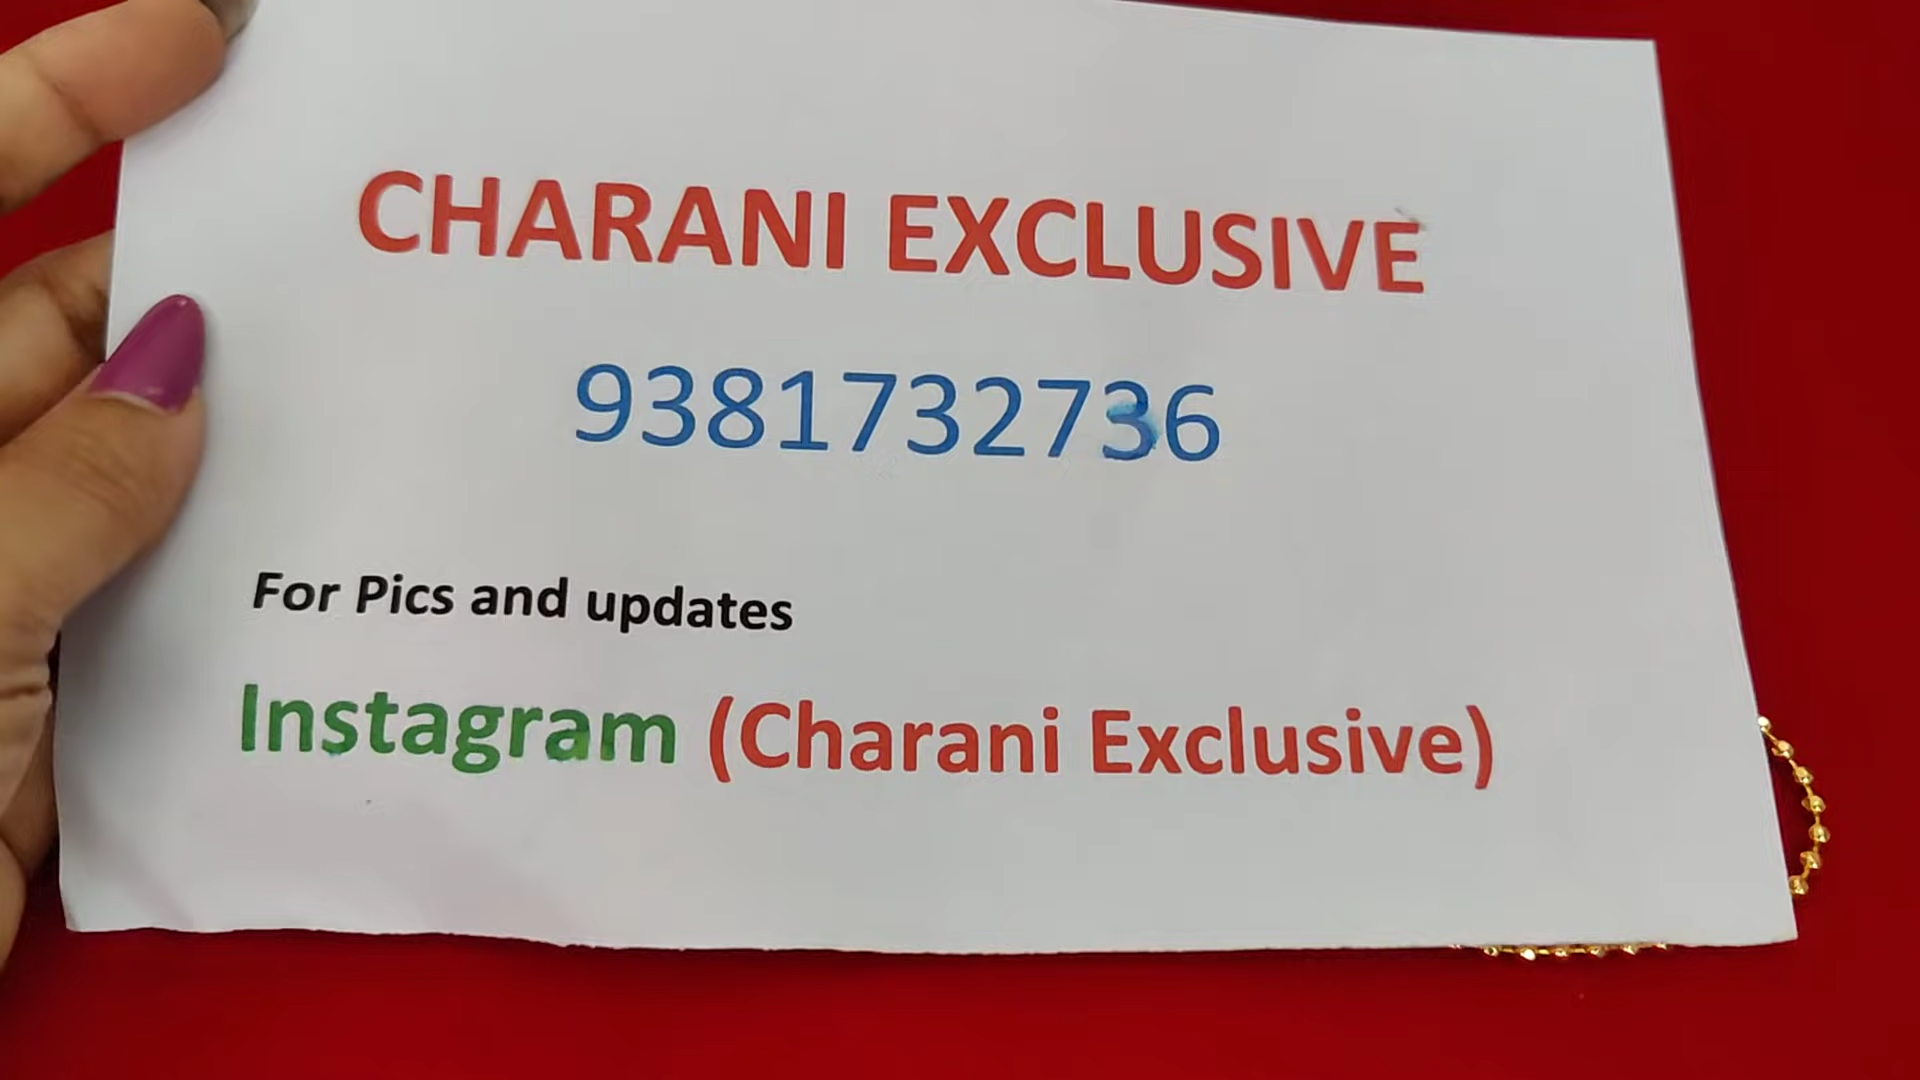 CHARANI EXCLUSIVE
9381732736
For Pics and updates
Instagram (Charani Exclusive)